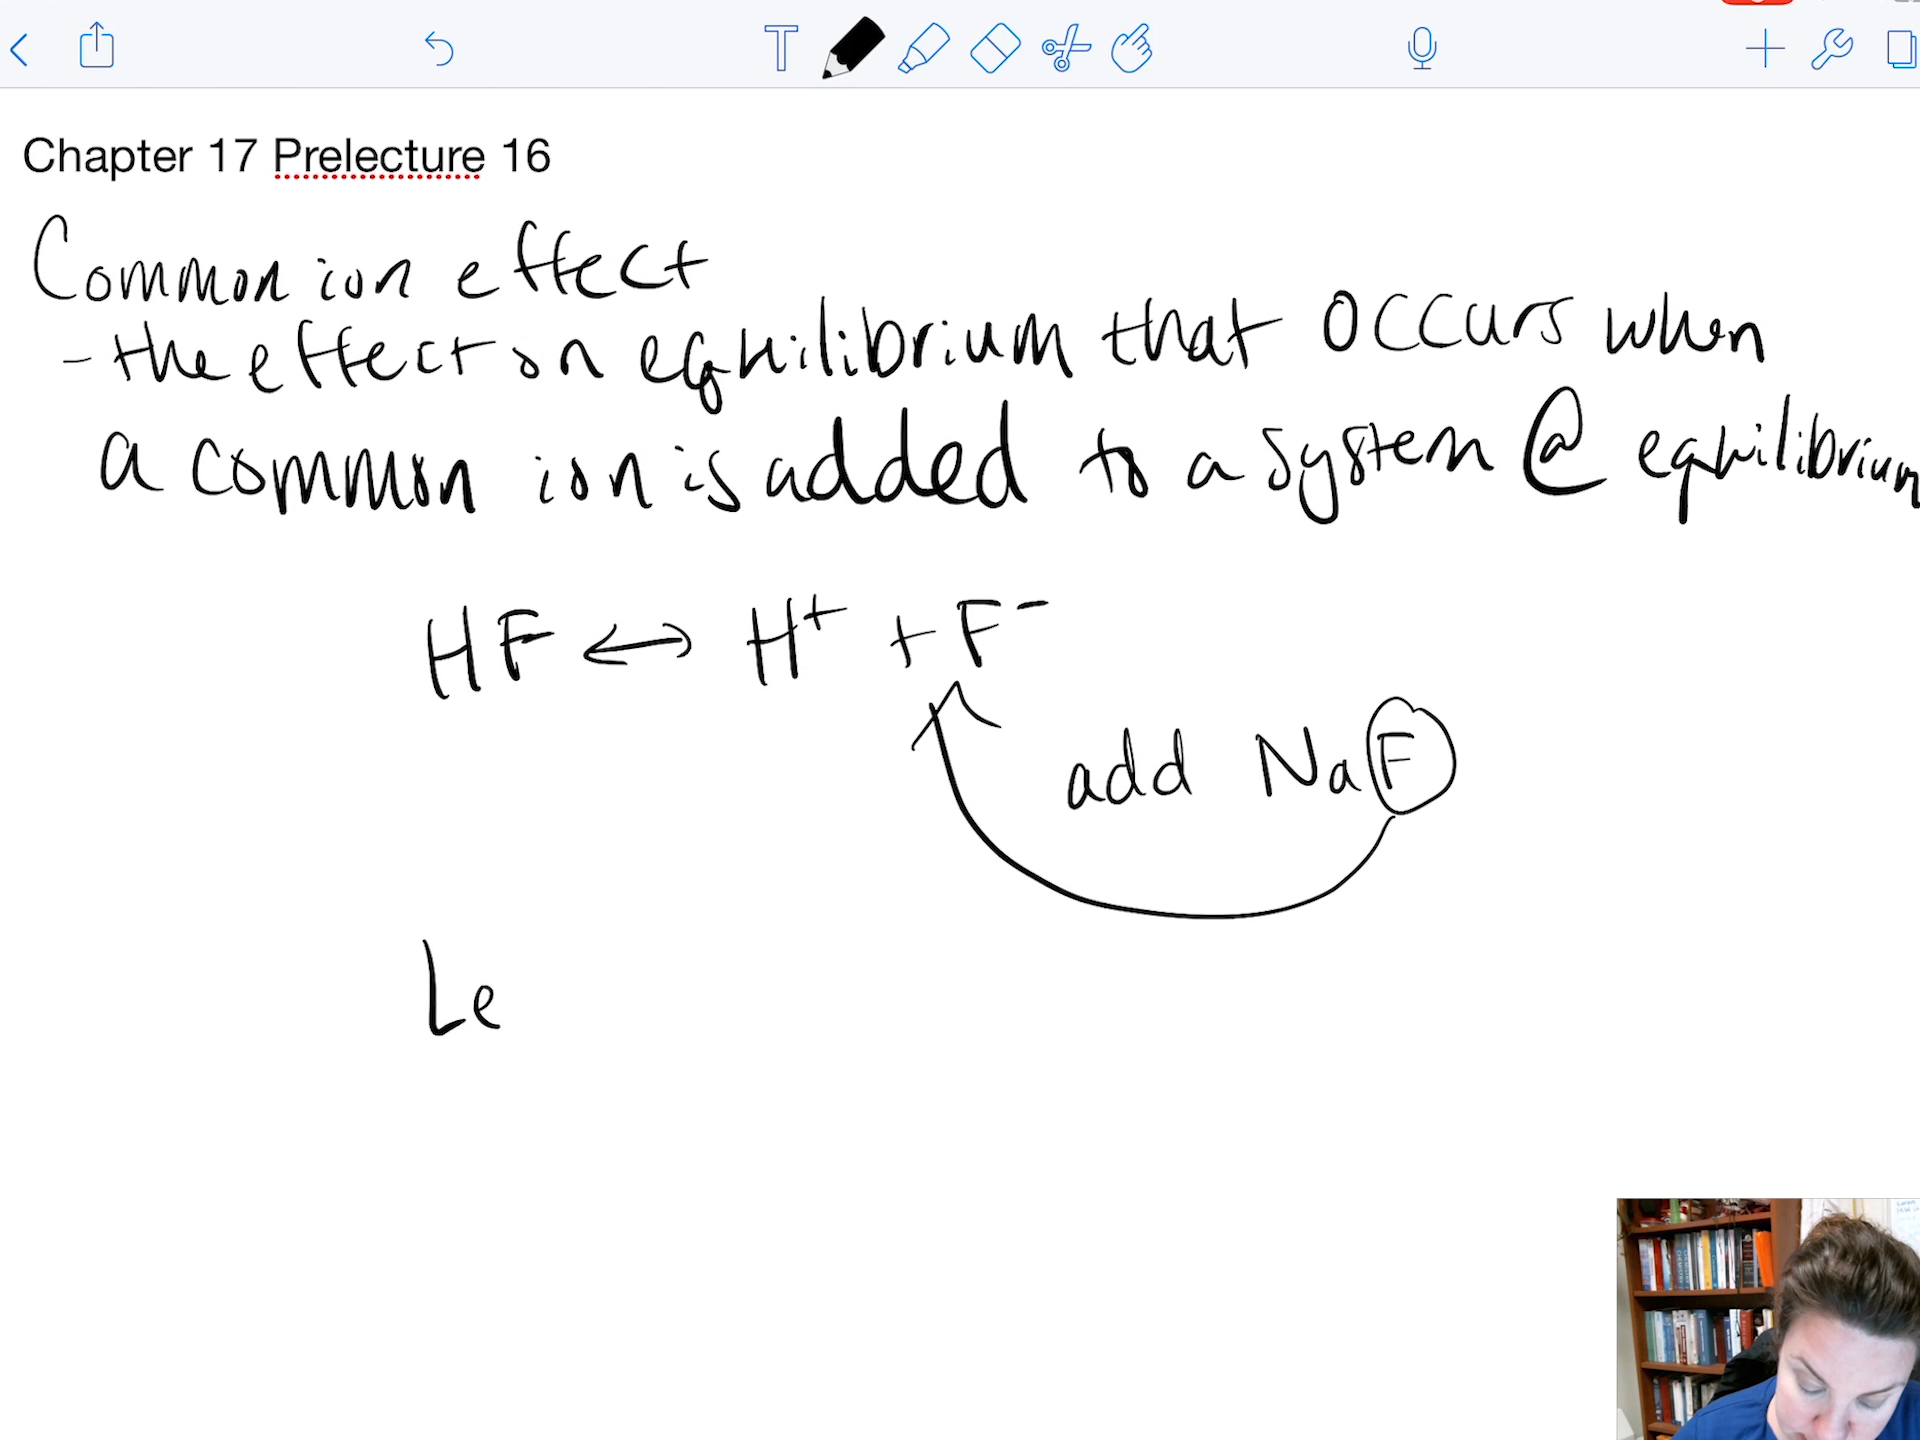 T
Chapter 17 Prelecture 16
Common ion effect
- the effect on equilibrium that occurs when
a common ion is added to a system @ equilibrium
HF ↔ H⁺ + F⁻
add NaF
Le